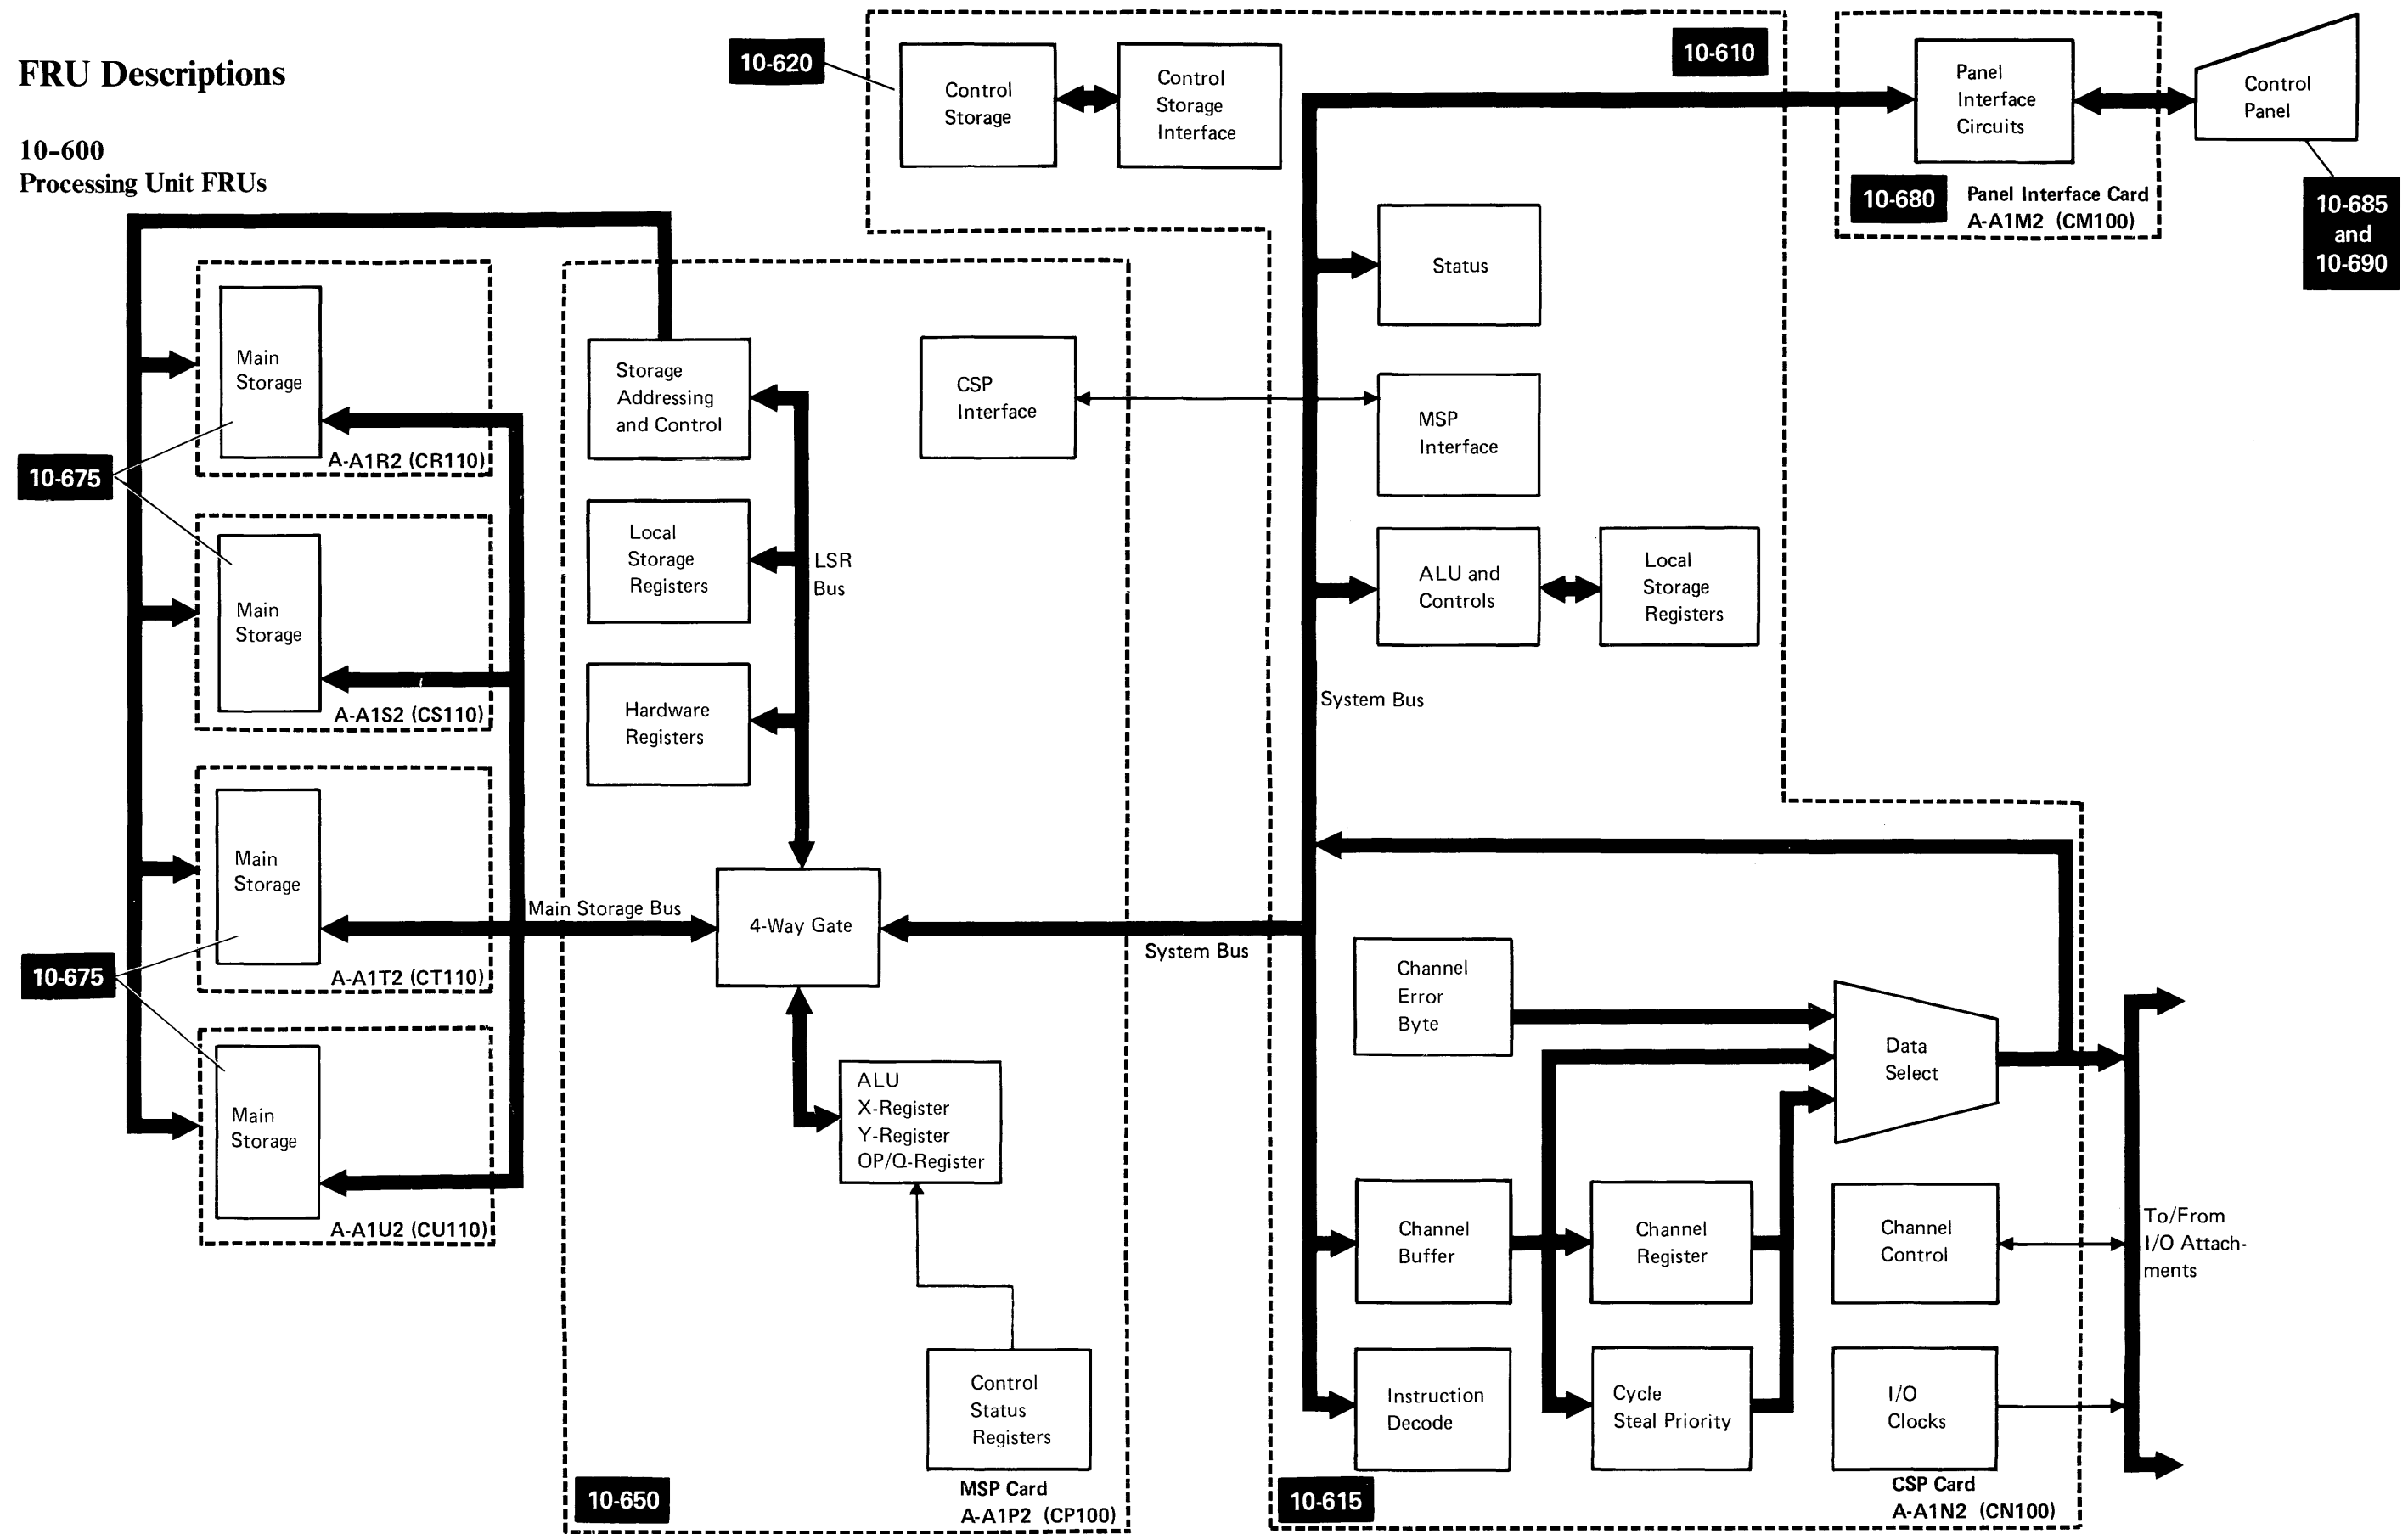 FRU Descriptions
10-600
Processing Unit FRUs
10-620
Control
Storage
Control
Storage
Interface
10-610
Panel
Interface
Circuits
Control
Panel
10-680
Panel Interface Card
A-A1M2 (CM100)
10-685
and
10-690
Main
Storage
A-A1R2 (CR110)
10-675
Main
Storage
A-A1S2 (CS110)
Main
Storage
A-A1T2 (CT110)
10-675
Main
Storage
A-A1U2 (CU110)
Main Storage Bus
Storage
Addressing
and Control
Local
Storage
Registers
Hardware
Registers
LSR
Bus
CSP
Interface
4-Way Gate
ALU
X-Register
Y-Register
OP/Q-Register
Control
Status
Registers
10-650
MSP Card
A-A1P2 (CP100)
System Bus
Status
MSP
Interface
ALU and
Controls
Local
Storage
Registers
System Bus
Channel
Error
Byte
Data
Select
Channel
Buffer
Channel
Register
Channel
Control
Instruction
Decode
Cycle
Steal Priority
I/O
Clocks
To/From
I/O Attach-
ments
10-615
CSP Card
A-A1N2 (CN100)